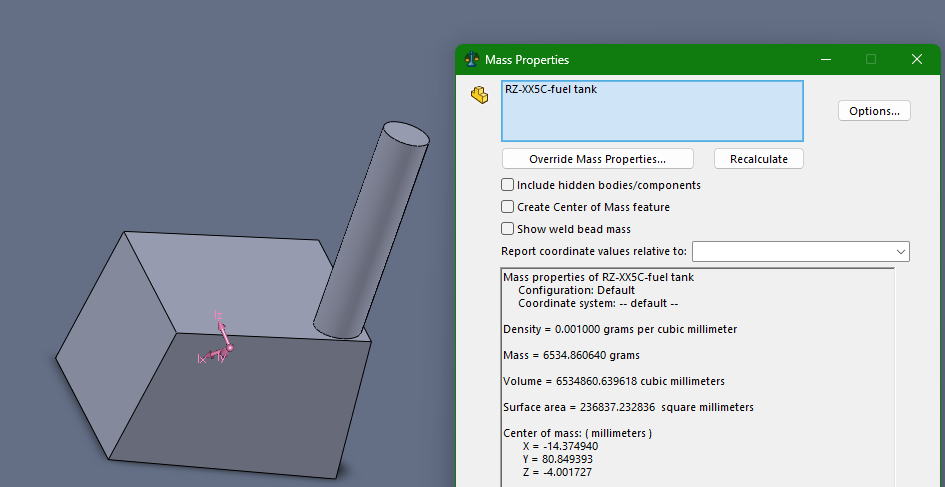 Mass Properties
RZ-XX5C-fuel tank
Options...
Override Mass Properties...
Recalculate
Include hidden bodies/components
Create Center of Mass feature
Show weld bead mass
Report coordinate values relative to:
Mass properties of RZ-XX5C-fuel tank
Configuration: Default
Coordinate system: -- default --
Density = 0.001000 grams per cubic millimeter
Mass = 6534.860640 grams
Volume = 6534860.639618 cubic millimeters
Surface area = 236837.232836 square millimeters
Center of mass: ( millimeters )
X = -14.374940
Y = 80.849393
Z = -4.001727
Iz
Ix
Iy